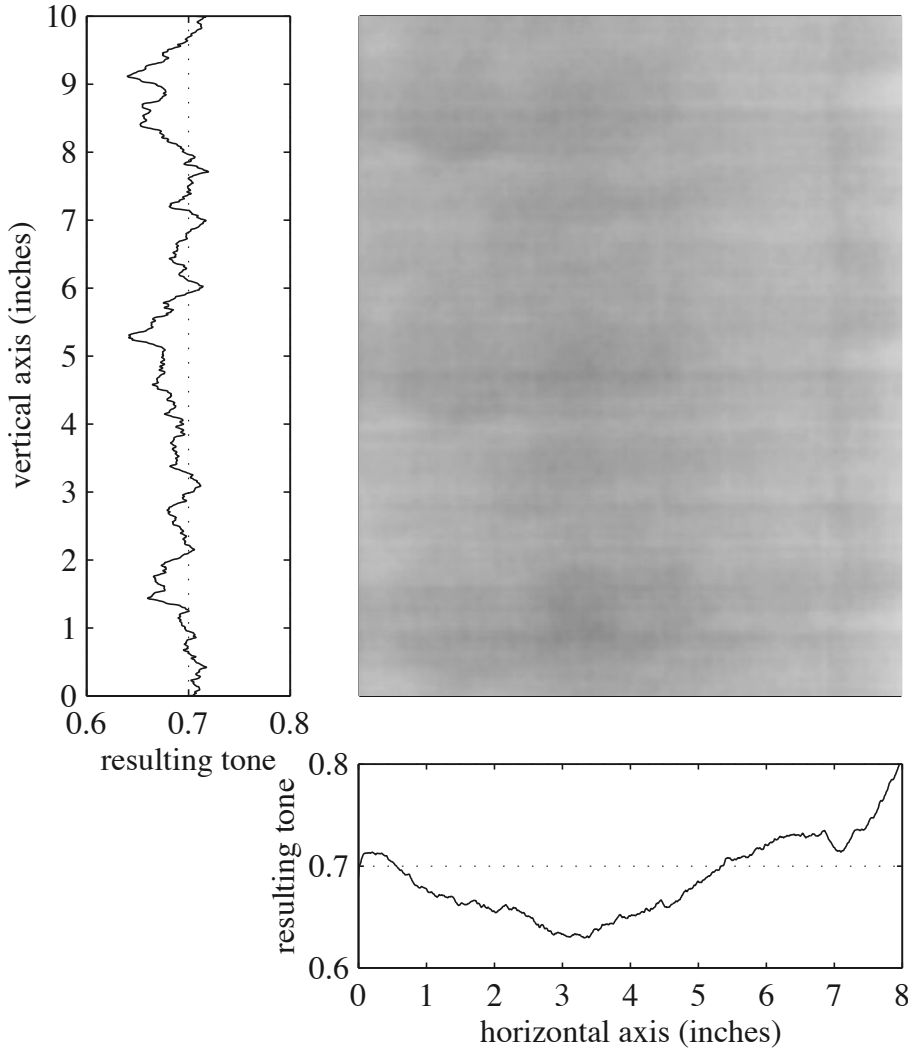 10
9
8
7
6
5
4
3
2
1
0
vertical axis (inches)
0.6 0.7 0.8
resulting tone
0.8
0.7
0.6
resulting tone
0 1 2 3 4 5 6 7 8
horizontal axis (inches)